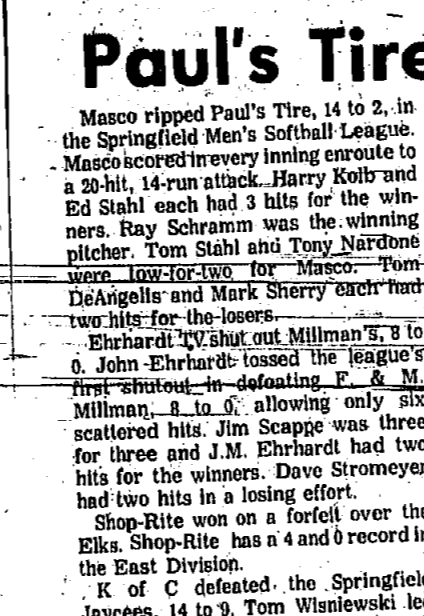 Paul's Tire
Masco ripped Paul's Tire, 14 to 2, in
the Springfield Men's Softball League.
Masco scored in every inning enroute to
a 20-hit, 14-run attack. Harry Kolb and
Ed Stahl each had 3 hits for the win-
ners. Ray Schramm was the winning
pitcher. Tom Stahl and Tony Nardone
were low-for-two for Masco. Tom
DeAngelis and Mark Sherry each had
two hits for the losers.
Ehrhardt TV shut out Millman's, 8 to
0. John Ehrhardt tossed the league's
first shutout in defeating F. & M.
Millman, 8 to 0, allowing only six
scattered hits. Jim Scappe was three
for three and J.M. Ehrhardt had two
hits for the winners. Dave Stromeyer
had two hits in a losing effort.
Shop-Rite won on a forfeit over the
Elks. Shop-Rite has a 4 and 0 record in
the East Division.
K of C defeated the Springfield
Jaycees, 14 to 9. Tom Wisniewski led